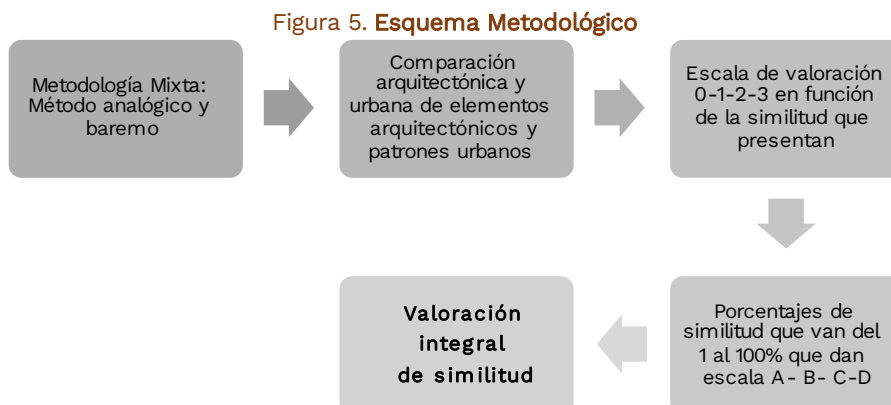 Figura 5. Esquema Metodológico
Metodología Mixta:
Método analógico y
baremo
Comparación
arquitectónica y
urbana de elementos
arquitectónicos y
patrones urbanos
Escala de valoración
0-1-2-3 en función
de la similitud que
presentan
Porcentajes de
similitud que van del
1 al 100% que dan
escala A- B- C-D
Valoración
integral
de similitud